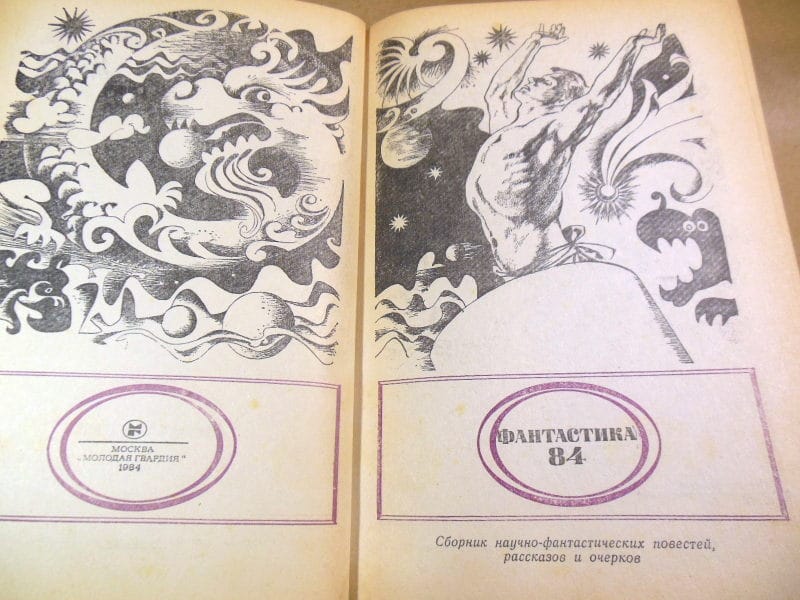 МОСКВА
„МОЛОДАЯ ГВАРДИЯ"
1984
ФАНТАСТИКА
84
Сборник научно-фантастических повестей,
рассказов и очерков